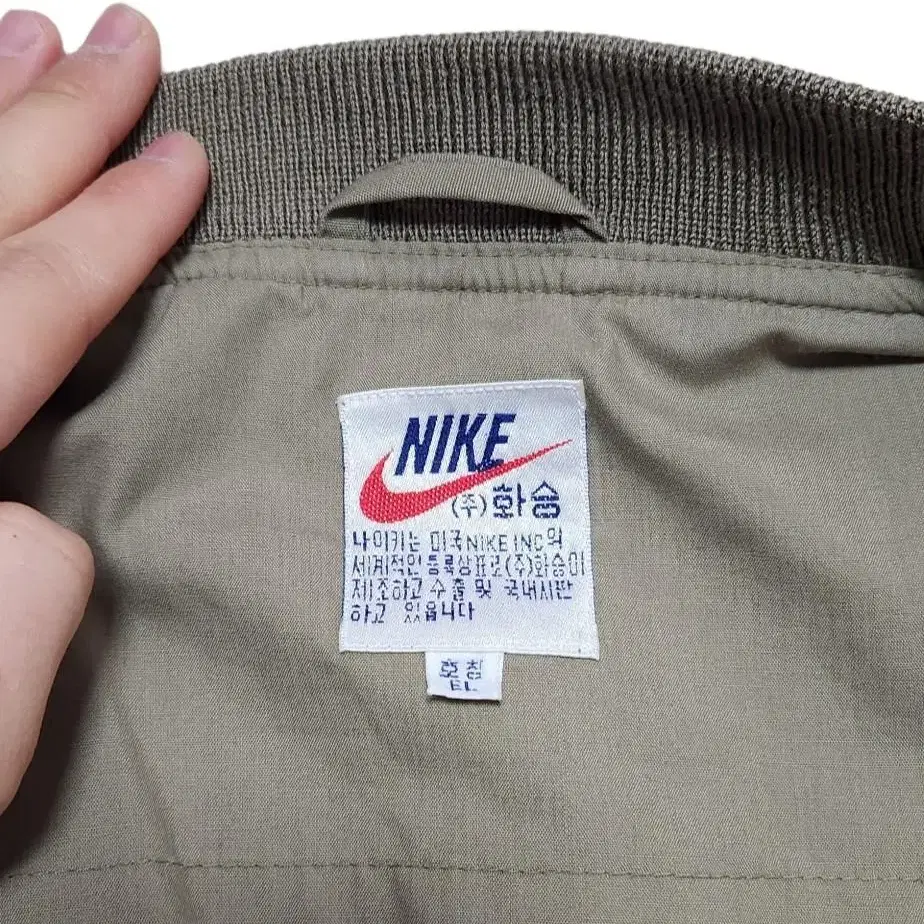 NIKE
(주)화승
나이키는 미국NIKE INC의
세계적인 등록상표로(주)화승이
제조하고 수출 및 국내시판
하고 있읍니다
호칭
EL